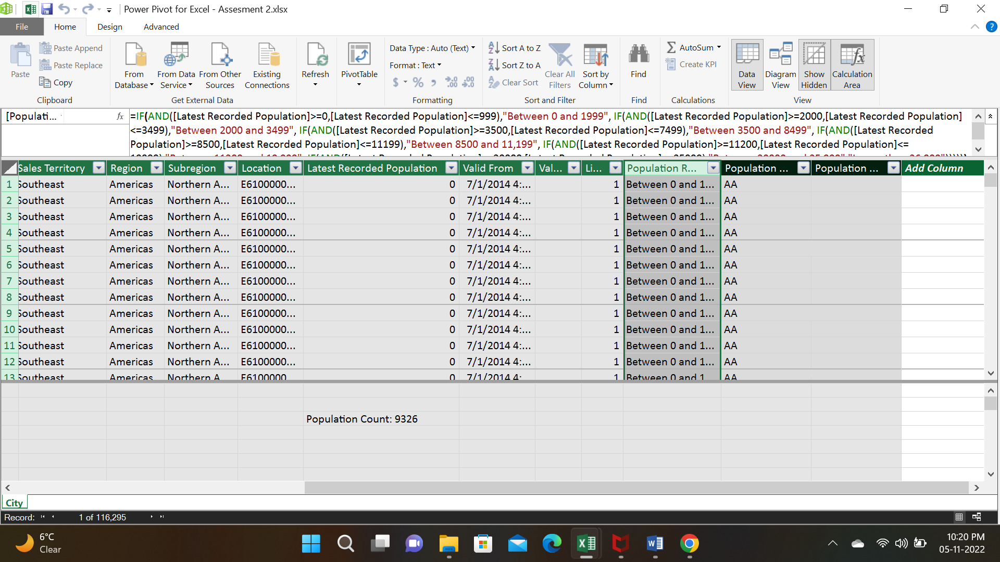 Power Pivot for Excel - Assesment 2.xlsx
File Home Design Advanced
Paste Paste Append Paste Replace Copy
Clipboard
From Database From Data Service From Other Sources Existing Connections
Get External Data
Refresh
PivotTable
Data Type : Auto (Text)
Format : Text
$ % , .00 .00
Formatting
Sort A to Z
Sort Z to A
Clear Sort
Clear All Filters
Sort by Column
Sort and Filter
Find
Find
AutoSum
Create KPI
Calculations
Data View Diagram View Show Hidden Calculation Area
View
[Populati... fx =IF(AND([Latest Recorded Population]>=0,[Latest Recorded Population]<=999),"Between 0 and 1999", IF(AND([Latest Recorded Population]>=2000,[Latest Recorded Population]
<=3499),"Between 2000 and 3499", IF(AND([Latest Recorded Population]>=3500,[Latest Recorded Population]<=7499),"Between 3500 and 8499", IF(AND([Latest Recorded
Population]>=8500,[Latest Recorded Population]<=11199),"Between 8500 and 11,199", IF(AND([Latest Recorded Population]>=11200,[Latest Recorded Population]<=
Sales Territory Region Subregion Location Latest Recorded Population Valid From Val... Li... Population R... Population ... Population ... Add Column
1 Southeast Americas Northern A... E6100000... 0 7/1/2014 4:... 1 Between 0 and 1... AA
2 Southeast Americas Northern A... E6100000... 0 7/1/2014 4:... 1 Between 0 and 1... AA
3 Southeast Americas Northern A... E6100000... 0 7/1/2014 4:... 1 Between 0 and 1... AA
4 Southeast Americas Northern A... E6100000... 0 7/1/2014 4:... 1 Between 0 and 1... AA
5 Southeast Americas Northern A... E6100000... 0 7/1/2014 4:... 1 Between 0 and 1... AA
6 Southeast Americas Northern A... E6100000... 0 7/1/2014 4:... 1 Between 0 and 1... AA
7 Southeast Americas Northern A... E6100000... 0 7/1/2014 4:... 1 Between 0 and 1... AA
8 Southeast Americas Northern A... E6100000... 0 7/1/2014 4:... 1 Between 0 and 1... AA
9 Southeast Americas Northern A... E6100000... 0 7/1/2014 4:... 1 Between 0 and 1... AA
10 Southeast Americas Northern A... E6100000... 0 7/1/2014 4:... 1 Between 0 and 1... AA
11 Southeast Americas Northern A... E6100000... 0 7/1/2014 4:... 1 Between 0 and 1... AA
12 Southeast Americas Northern A... E6100000... 0 7/1/2014 4:... 1 Between 0 and 1... AA
13 Southeast Americas Northern A E6100000 0 7/1/2014 4: 1 Between 0 and 1 AA
Population Count: 9326
City
Record: 1 of 116,295
6°C
Clear
10:20 PM
05-11-2022